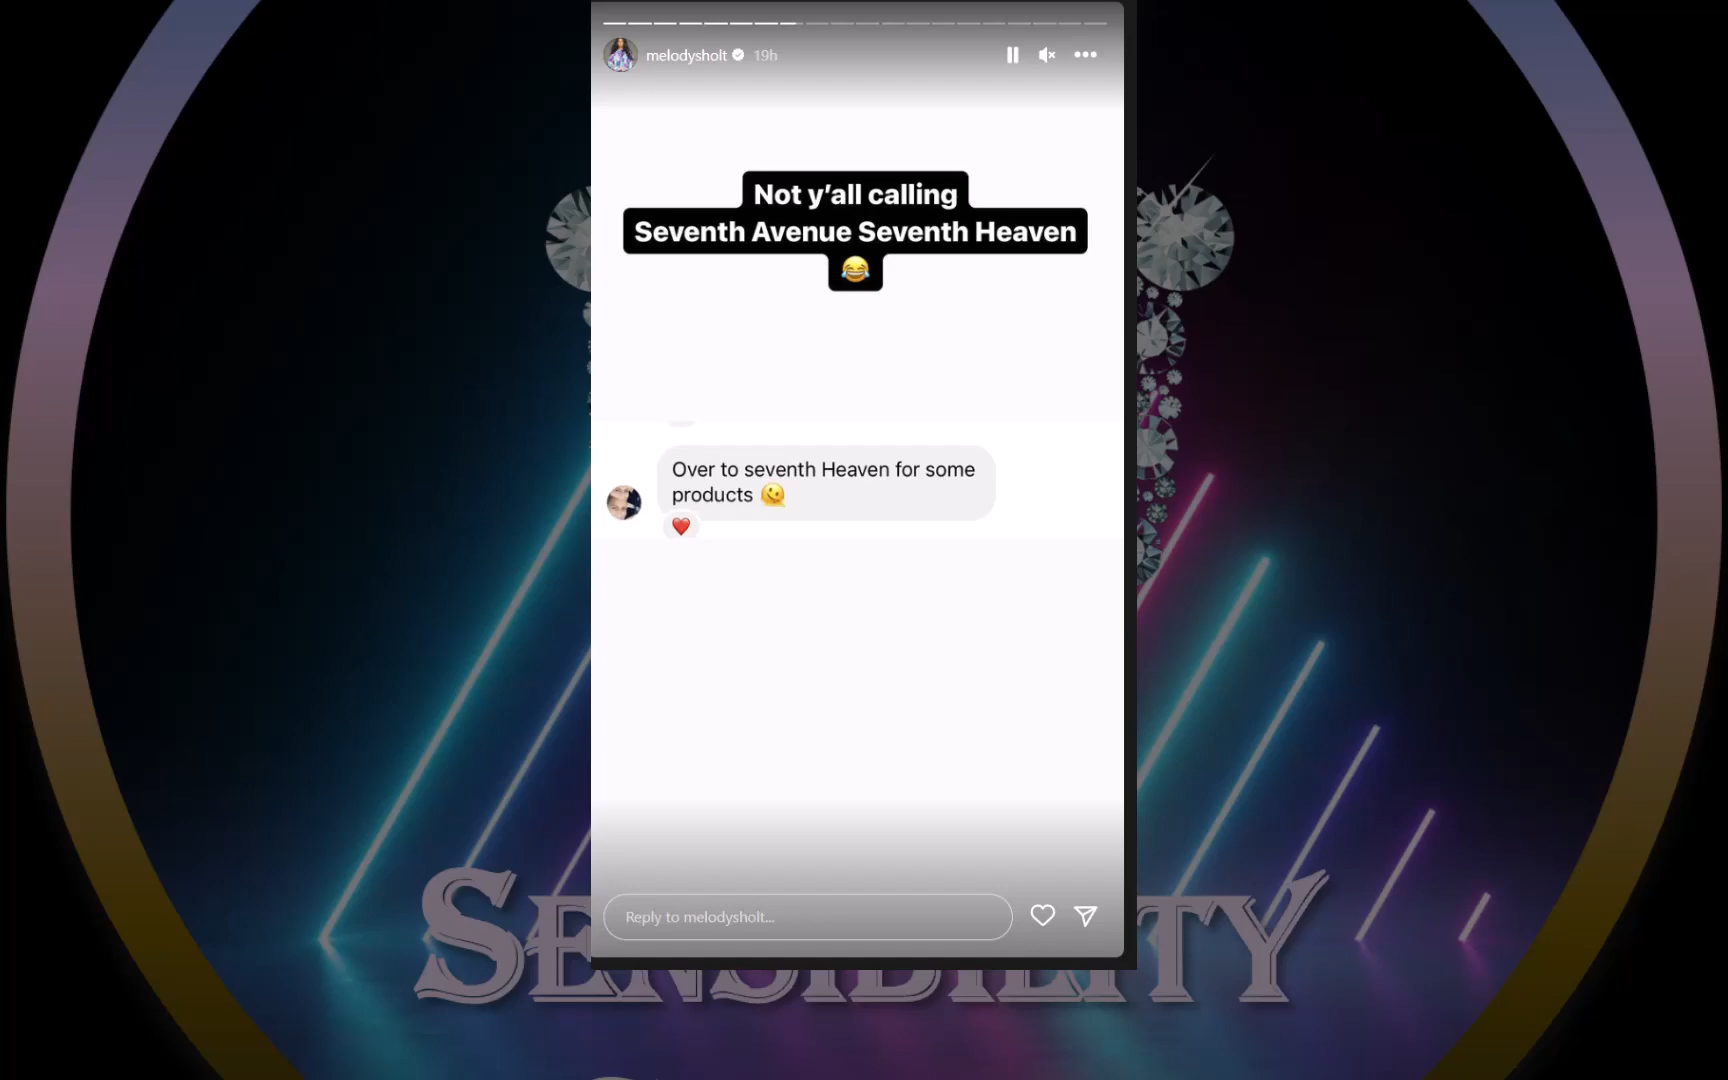 melodysholt 19h
Not y'all calling
Seventh Avenue Seventh Heaven
😂
Over to seventh Heaven for some
products 🫠
❤️
Reply to melodysholt...
SENSIBILITY